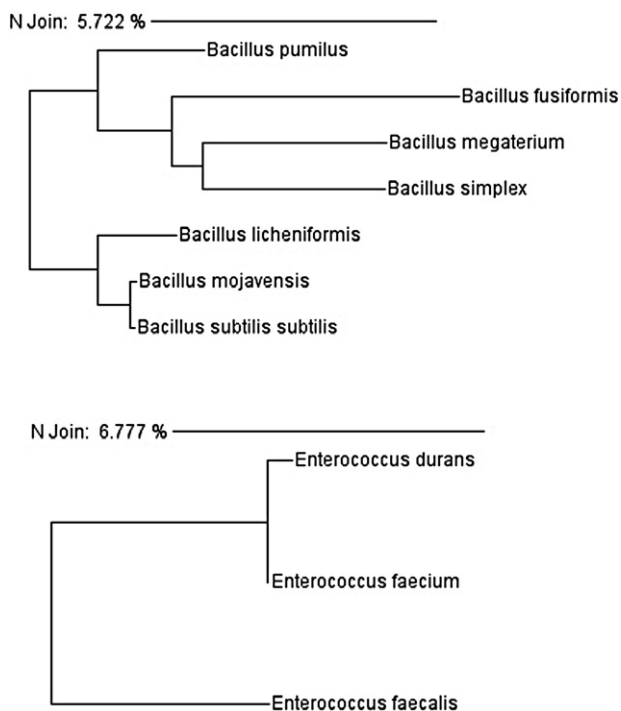 N Join: 5.722 %
Bacillus pumilus
Bacillus fusiformis
Bacillus megaterium
Bacillus simplex
Bacillus licheniformis
Bacillus mojavensis
Bacillus subtilis subtilis
N Join: 6.777 %
Enterococcus durans
Enterococcus faecium
Enterococcus faecalis